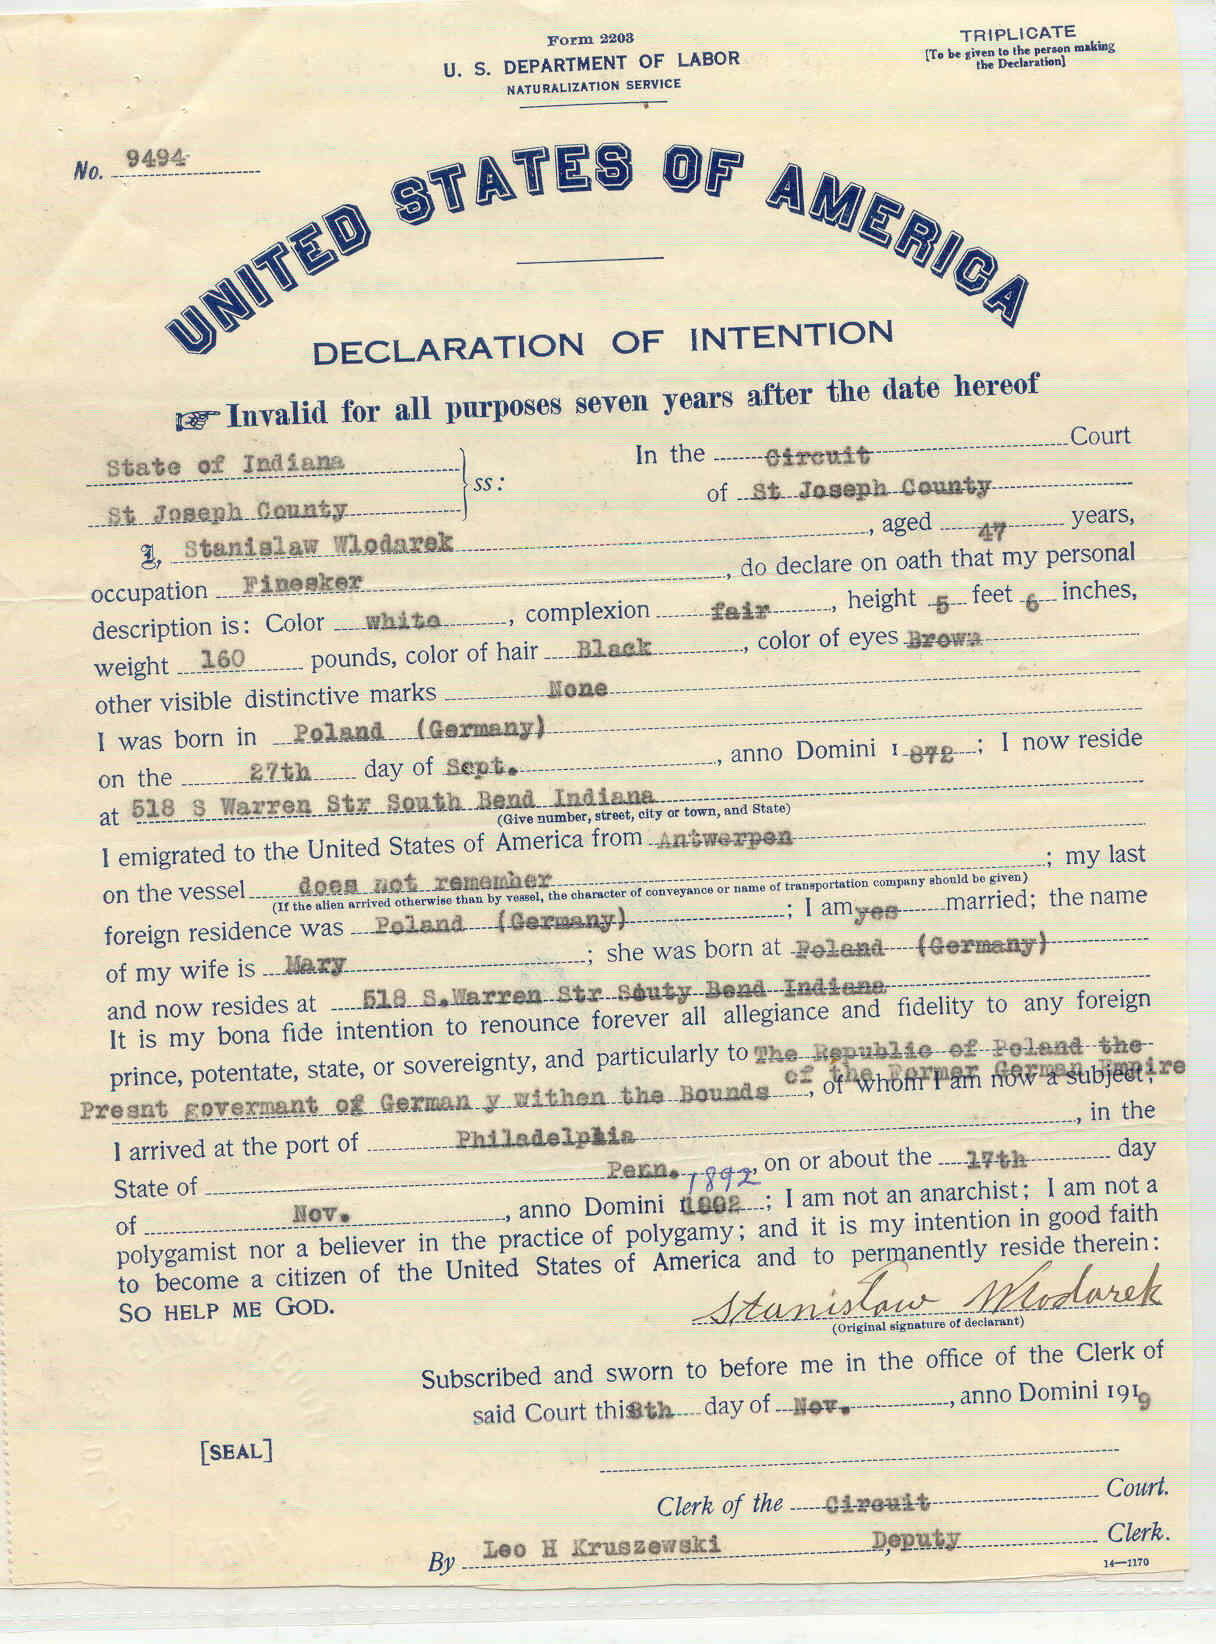 Form 2203
U. S. DEPARTMENT OF LABOR
NATURALIZATION SERVICE
TRIPLICATE
[To be given to the person making
the Declaration]
No. 9494
UNITED STATES OF AMERICA
DECLARATION OF INTENTION
Invalid for all purposes seven years after the date hereof
State of Indiana
St Joseph County
ss:
In the Circuit Court
of St Joseph County
I, Stanislaw Wlodarek, aged 47 years,
occupation Finesker, do declare on oath that my personal
description is: Color white, complexion fair, height 5 feet 6 inches,
weight 160 pounds, color of hair Black, color of eyes Brown
other visible distinctive marks None
I was born in Poland (Germany)
on the 27th day of Sept., anno Domini 1 872; I now reside
at 518 S Warren Str South Bend Indiana
(Give number, street, city or town, and State)
I emigrated to the United States of America from Antwerpen
on the vessel does not remember; my last
(If the alien arrived otherwise than by vessel, the character of conveyance or name of transportation company should be given)
foreign residence was Poland (Germany); I am yes married; the name
of my wife is Mary; she was born at Poland (Germany)
and now resides at 518 S.Warren Str Souty Bend Indiana
It is my bona fide intention to renounce forever all allegiance and fidelity to any foreign
prince, potentate, state, or sovereignty, and particularly to The Republic of Poland the
of the Former German Empire
Presnt govermant of German y withen the Bounds, of whom I am now a subject;
I arrived at the port of Philadelphia, in the
State of Penn. 1892, on or about the 17th day
of Nov., anno Domini 1; I am not an anarchist; I am not a
polygamist nor a believer in the practice of polygamy; and it is my intention in good faith
to become a citizen of the United States of America and to permanently reside therein:
SO HELP ME GOD.
Stanisław Wlodarek
(Original signature of declarant)
Subscribed and sworn to before me in the office of the Clerk of
said Court this 8th day of Nov., anno Domini 1919
[SEAL]
Clerk of the Circuit Court.
By Leo H Kruszewski Deputy, Clerk.
14—1170